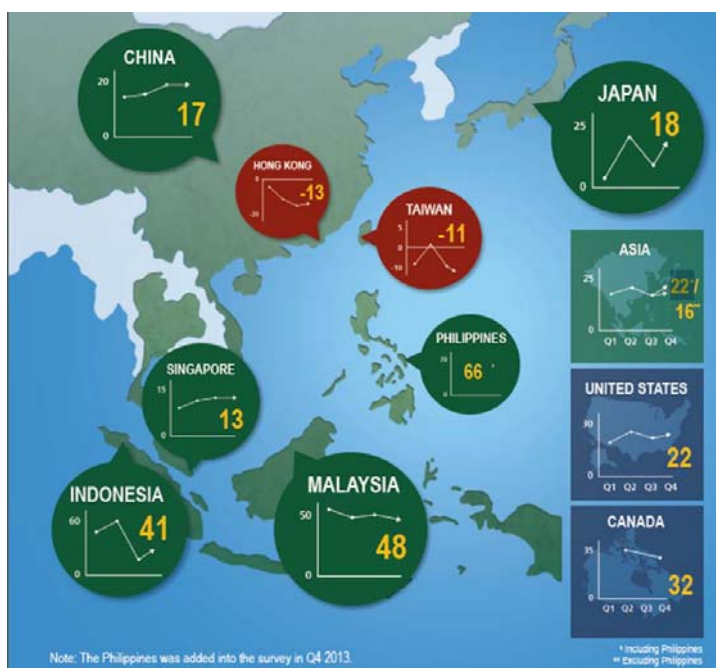 CHINA
20
17
0
HONG KONG
0
-13
-30
TAIWAN
5
-11
0
-10
JAPAN
25
18
0
ASIA
25
22*/
16**
0
Q1 Q2 Q3 Q4
PHILIPPINES
70
66
0
SINGAPORE
15
13
0
UNITED STATES
30
22
0
Q1 Q2 Q3 Q4
INDONESIA
60
41
0
MALAYSIA
50
48
0
CANADA
35
32
0
Q1 Q2 Q3 Q4
Note: The Philippines was added into the survey in Q4 2013.
* Including Philippines
** Excluding Philippines